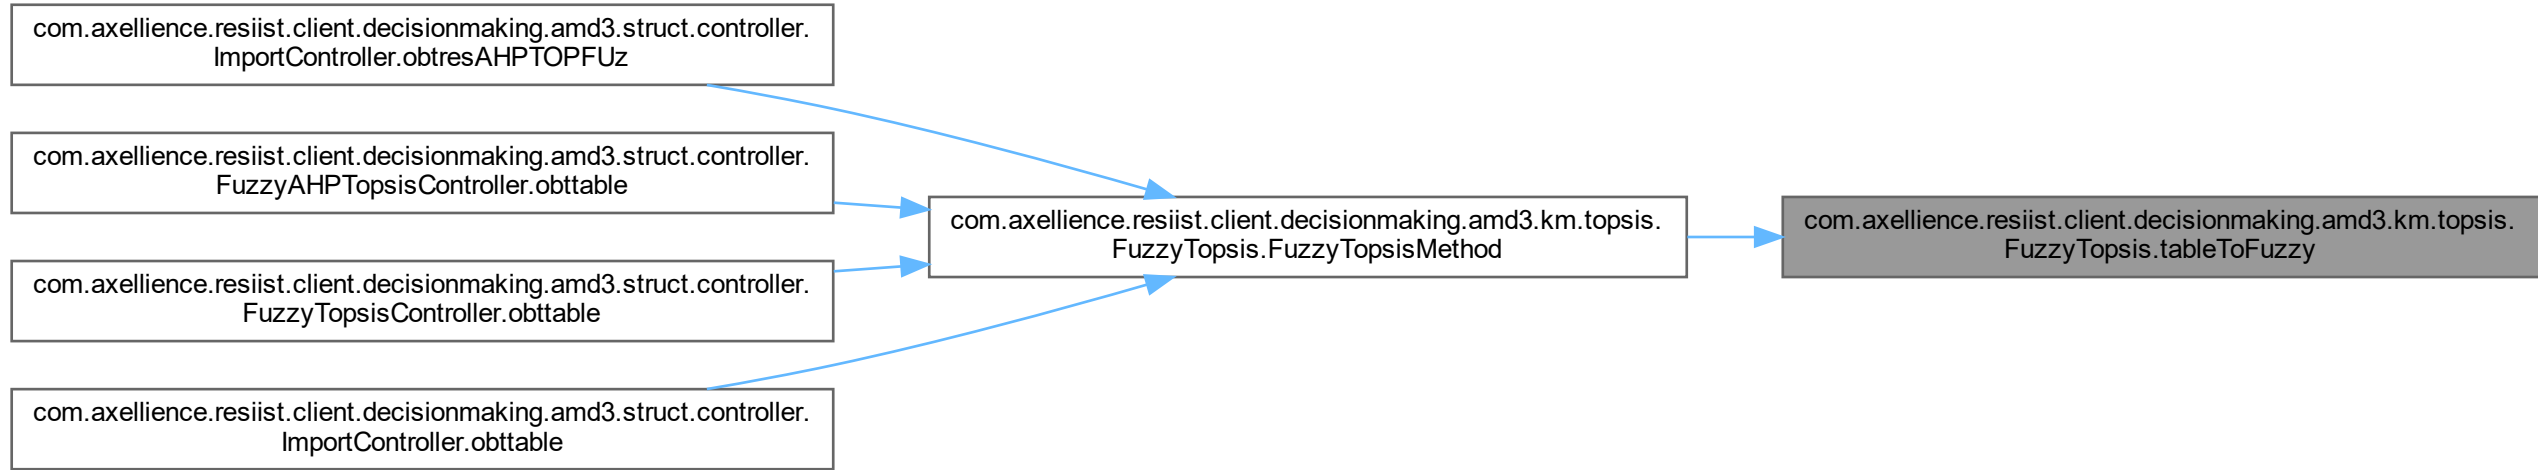 com.axellience.resiist.client.decisionmaking.amd3.struct.controller.
ImportController.obtresAHPTOPFUz
com.axellience.resiist.client.decisionmaking.amd3.struct.controller.
FuzzyAHPTopsisController.obttable
com.axellience.resiist.client.decisionmaking.amd3.struct.controller.
FuzzyTopsisController.obttable
com.axellience.resiist.client.decisionmaking.amd3.struct.controller.
ImportController.obttable
com.axellience.resiist.client.decisionmaking.amd3.km.topsis.
FuzzyTopsis.FuzzyTopsisMethod
com.axellience.resiist.client.decisionmaking.amd3.km.topsis.
FuzzyTopsis.tableToFuzzy